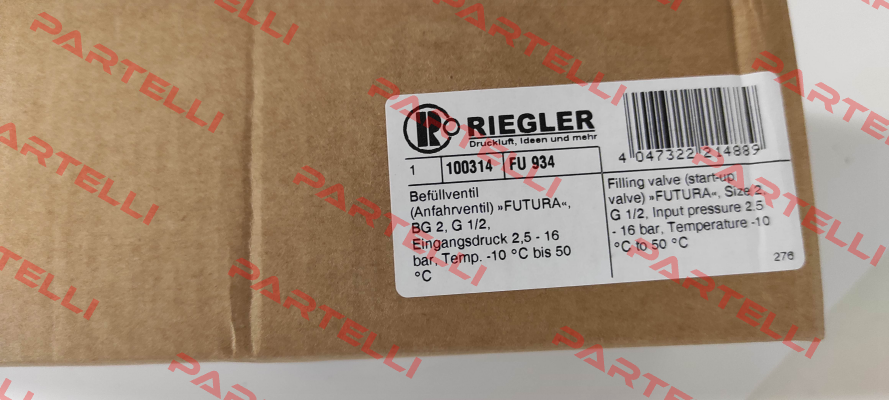 RIEGLER
Druckluft, Ideen und mehr
4 047322 214889
1 100314 FU 934
Befüllventil
(Anfahrventil) »FUTURA«,
BG 2, G 1/2,
Eingangsdruck 2,5 - 16
bar, Temp. -10 °C bis 50
°C
Filling valve (start-up
valve) »FUTURA«, Size 2,
G 1/2, Input pressure 2.5
- 16 bar, Temperature -10
°C to 50 °C
276
PARTELLI
PARTELLI
PARTELLI
PARTELLI
PARTELLI
PARTELLI
PARTELLI
PARTELLI
PARTELLI
PARTELLI
PARTELLI